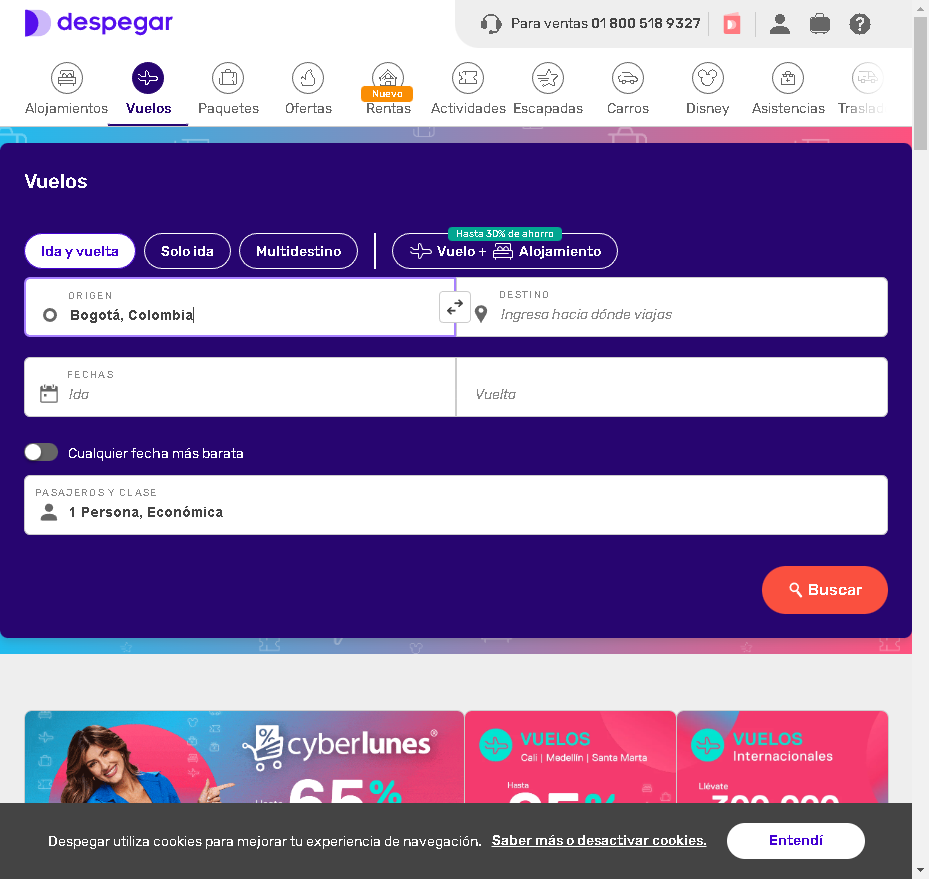 despegar
Para ventas 01 800 518 9327
Alojamientos
Vuelos
Paquetes
Ofertas
Nuevo
Rentas
Actividades
Escapadas
Carros
Disney
Asistencias
Traslad
Vuelos
Hasta 30% de ahorro
Ida y vuelta
Solo ida
Multidestino
Vuelo + Alojamiento
ORIGEN
Bogotá, Colombia
DESTINO
Ingresa hacia dónde viajas
FECHAS
Ida
Vuelta
Cualquier fecha más barata
PASAJEROS Y CLASE
1 Persona, Económica
Buscar
cyberlunes®
Hasta 65%
VUELOS
Cali | Medellín | Santa Marta
Hasta
VUELOS
Internacionales
Llévate
Despegar utiliza cookies para mejorar tu experiencia de navegación. Saber más o desactivar cookies.
Entendí